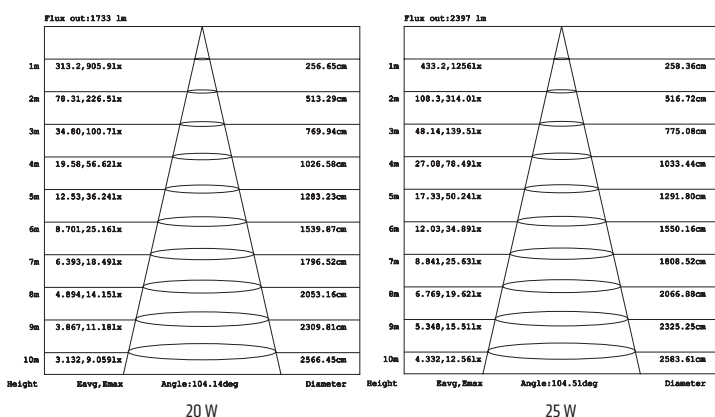 Flux out:1733 lm
1m 313.2,905.9lx 256.65cm
2m 78.31,226.5lx 513.29cm
3m 34.80,100.7lx 769.94cm
4m 19.58,56.62lx 1026.58cm
5m 12.53,36.24lx 1283.23cm
6m 8.701,25.16lx 1539.87cm
7m 6.393,18.49lx 1796.52cm
8m 4.894,14.15lx 2053.16cm
9m 3.867,11.18lx 2309.81cm
10m 3.132,9.059lx 2566.45cm
Height Eavg,Emax Angle:104.14deg Diameter
20 W
Flux out:2397 lm
1m 433.2,1256lx 258.36cm
2m 108.3,314.0lx 516.72cm
3m 48.14,139.5lx 775.08cm
4m 27.08,78.49lx 1033.44cm
5m 17.33,50.24lx 1291.80cm
6m 12.03,34.89lx 1550.16cm
7m 8.841,25.63lx 1808.52cm
8m 6.769,19.62lx 2066.88cm
9m 5.348,15.51lx 2325.25cm
10m 4.332,12.56lx 2583.61cm
Height Eavg,Emax Angle:104.51deg Diameter
25 W